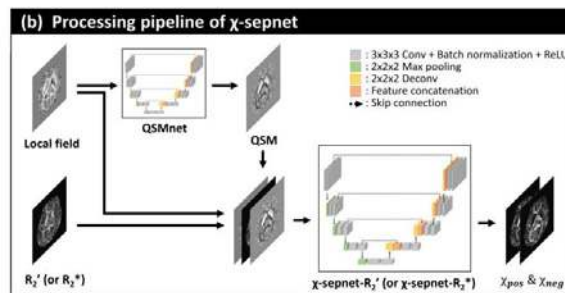 (b) Processing pipeline of χ-sepnet
: 3x3x3 Conv + Batch normalization + ReLU
: 2x2x2 Max pooling
: 2x2x2 Deconv
: Feature concatenation
: Skip connection
QSMnet
Local field
QSM
R₂' (or R₂*)
χ-sepnet-R₂' (or χ-sepnet-R₂*)
χpos & χneg